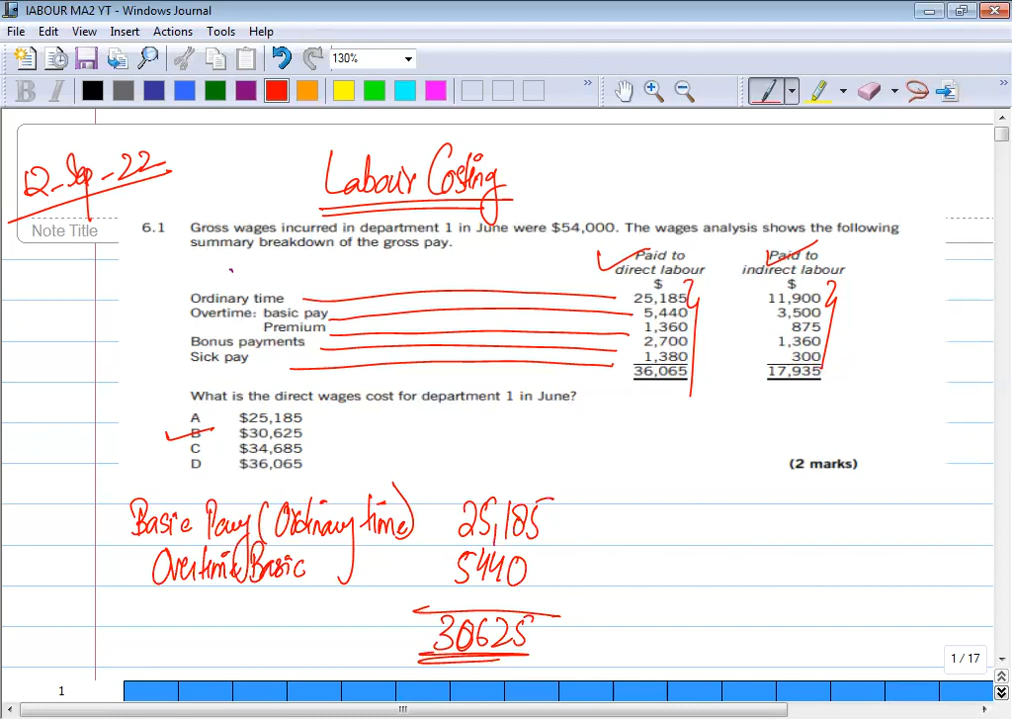 IABOUR MA2 YT - Windows Journal
File Edit View Insert Actions Tools Help
130%
B I
12-Sep-22
Labour Costing
Note Title
6.1 Gross wages incurred in department 1 in June were $54,000. The wages analysis shows the following
summary breakdown of the gross pay.
Paid to Paid to
direct labour indirect labour
$ $
Ordinary time 25,185 11,900
Overtime: basic pay 5,440 3,500
Premium 1,360 875
Bonus payments 2,700 1,360
Sick pay 1,380 300
36,065 17,935
What is the direct wages cost for department 1 in June?
A $25,185
B $30,625
C $34,685
D $36,065
(2 marks)
Basic Pay (Ordinary time) 25,185
Overtime Basic 5440
30625
1 / 17
1